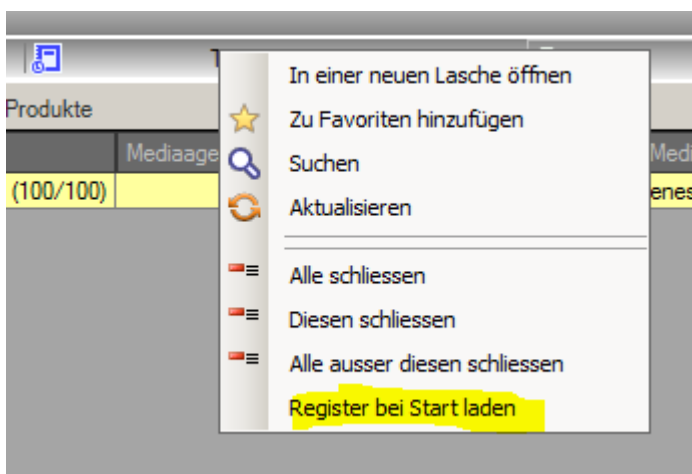 In einer neuen Lasche öffnen
Produkte
Zu Favoriten hinzufügen
Mediaage
Suchen
Medi
(100/100)
enes
Aktualisieren
Alle schliessen
Diesen schliessen
Alle ausser diesen schliessen
Register bei Start laden